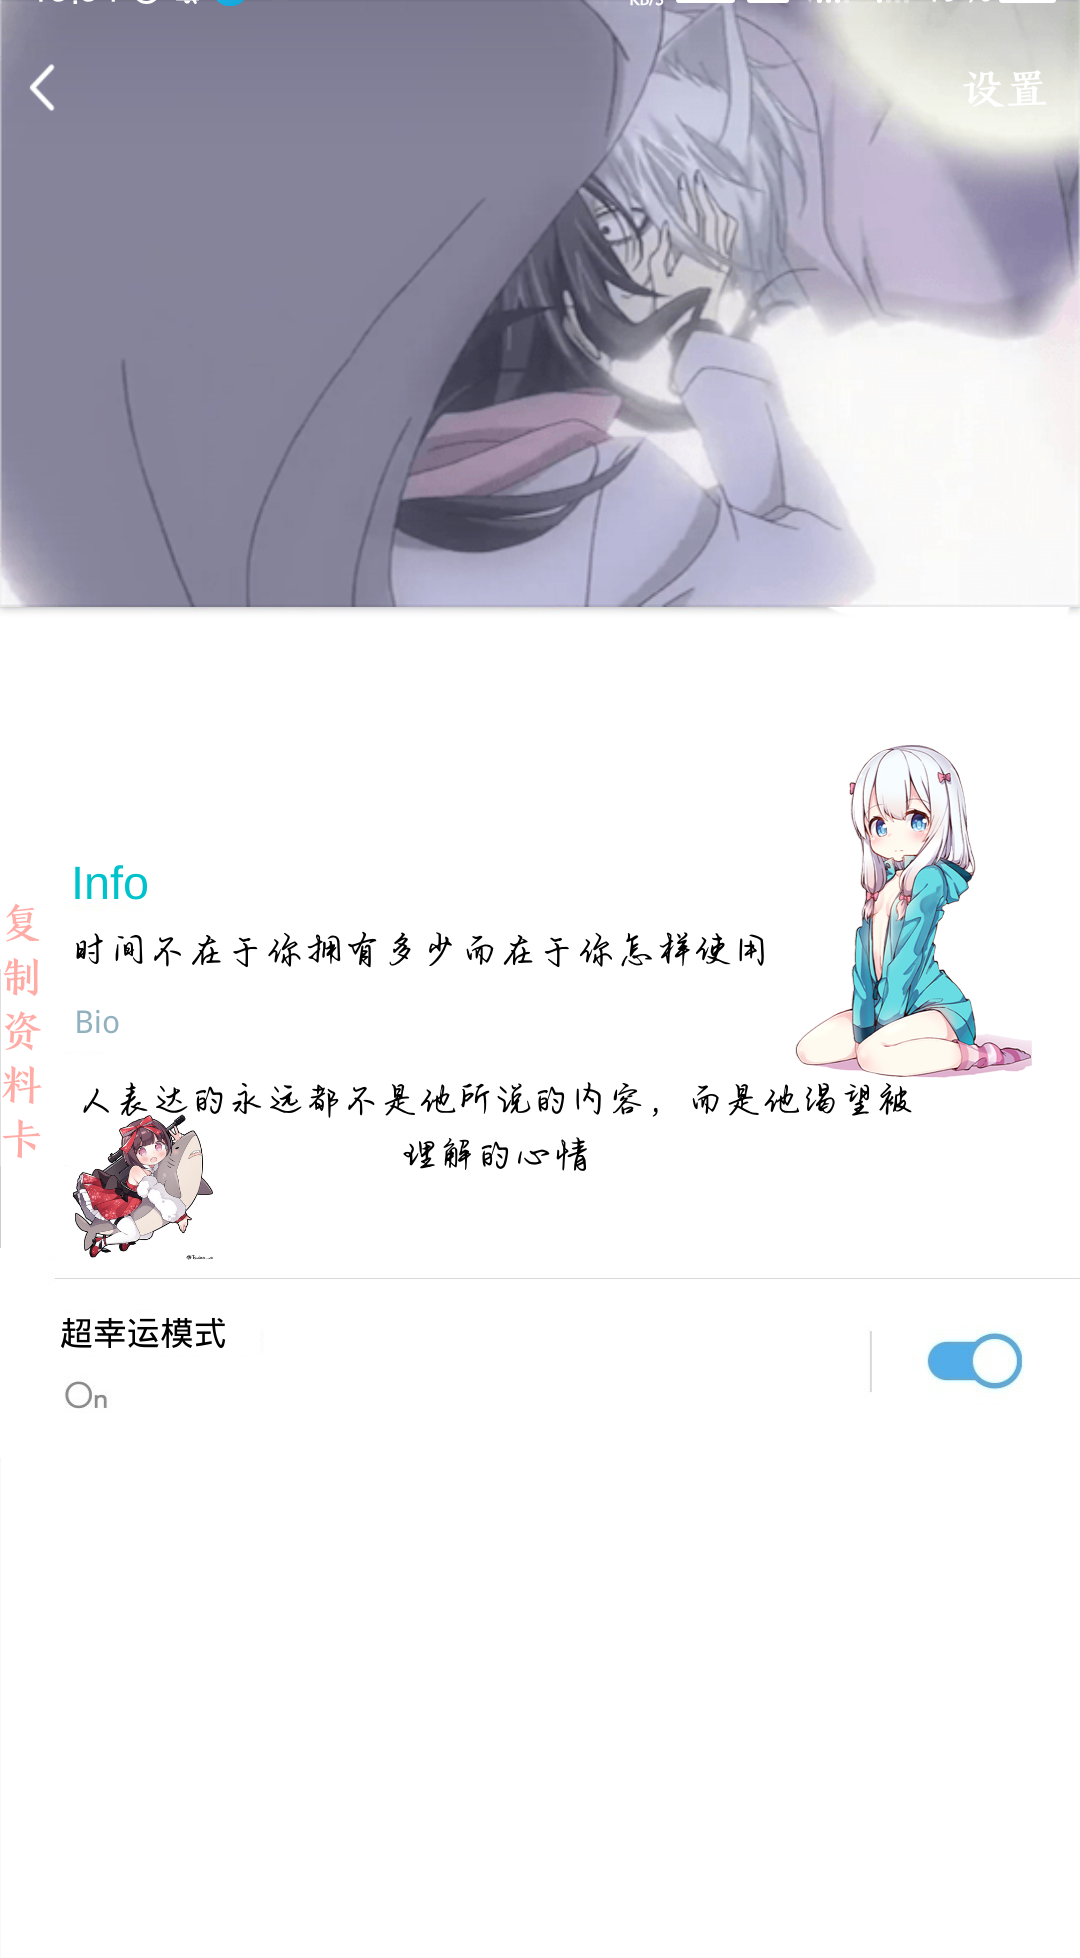 设置
Info
时间不在于你拥有多少而在于你怎样使用
Bio
复制资料卡
人表达的永远都不是他所说的内容，而是他渴望被
理解的心情
超幸运模式
On